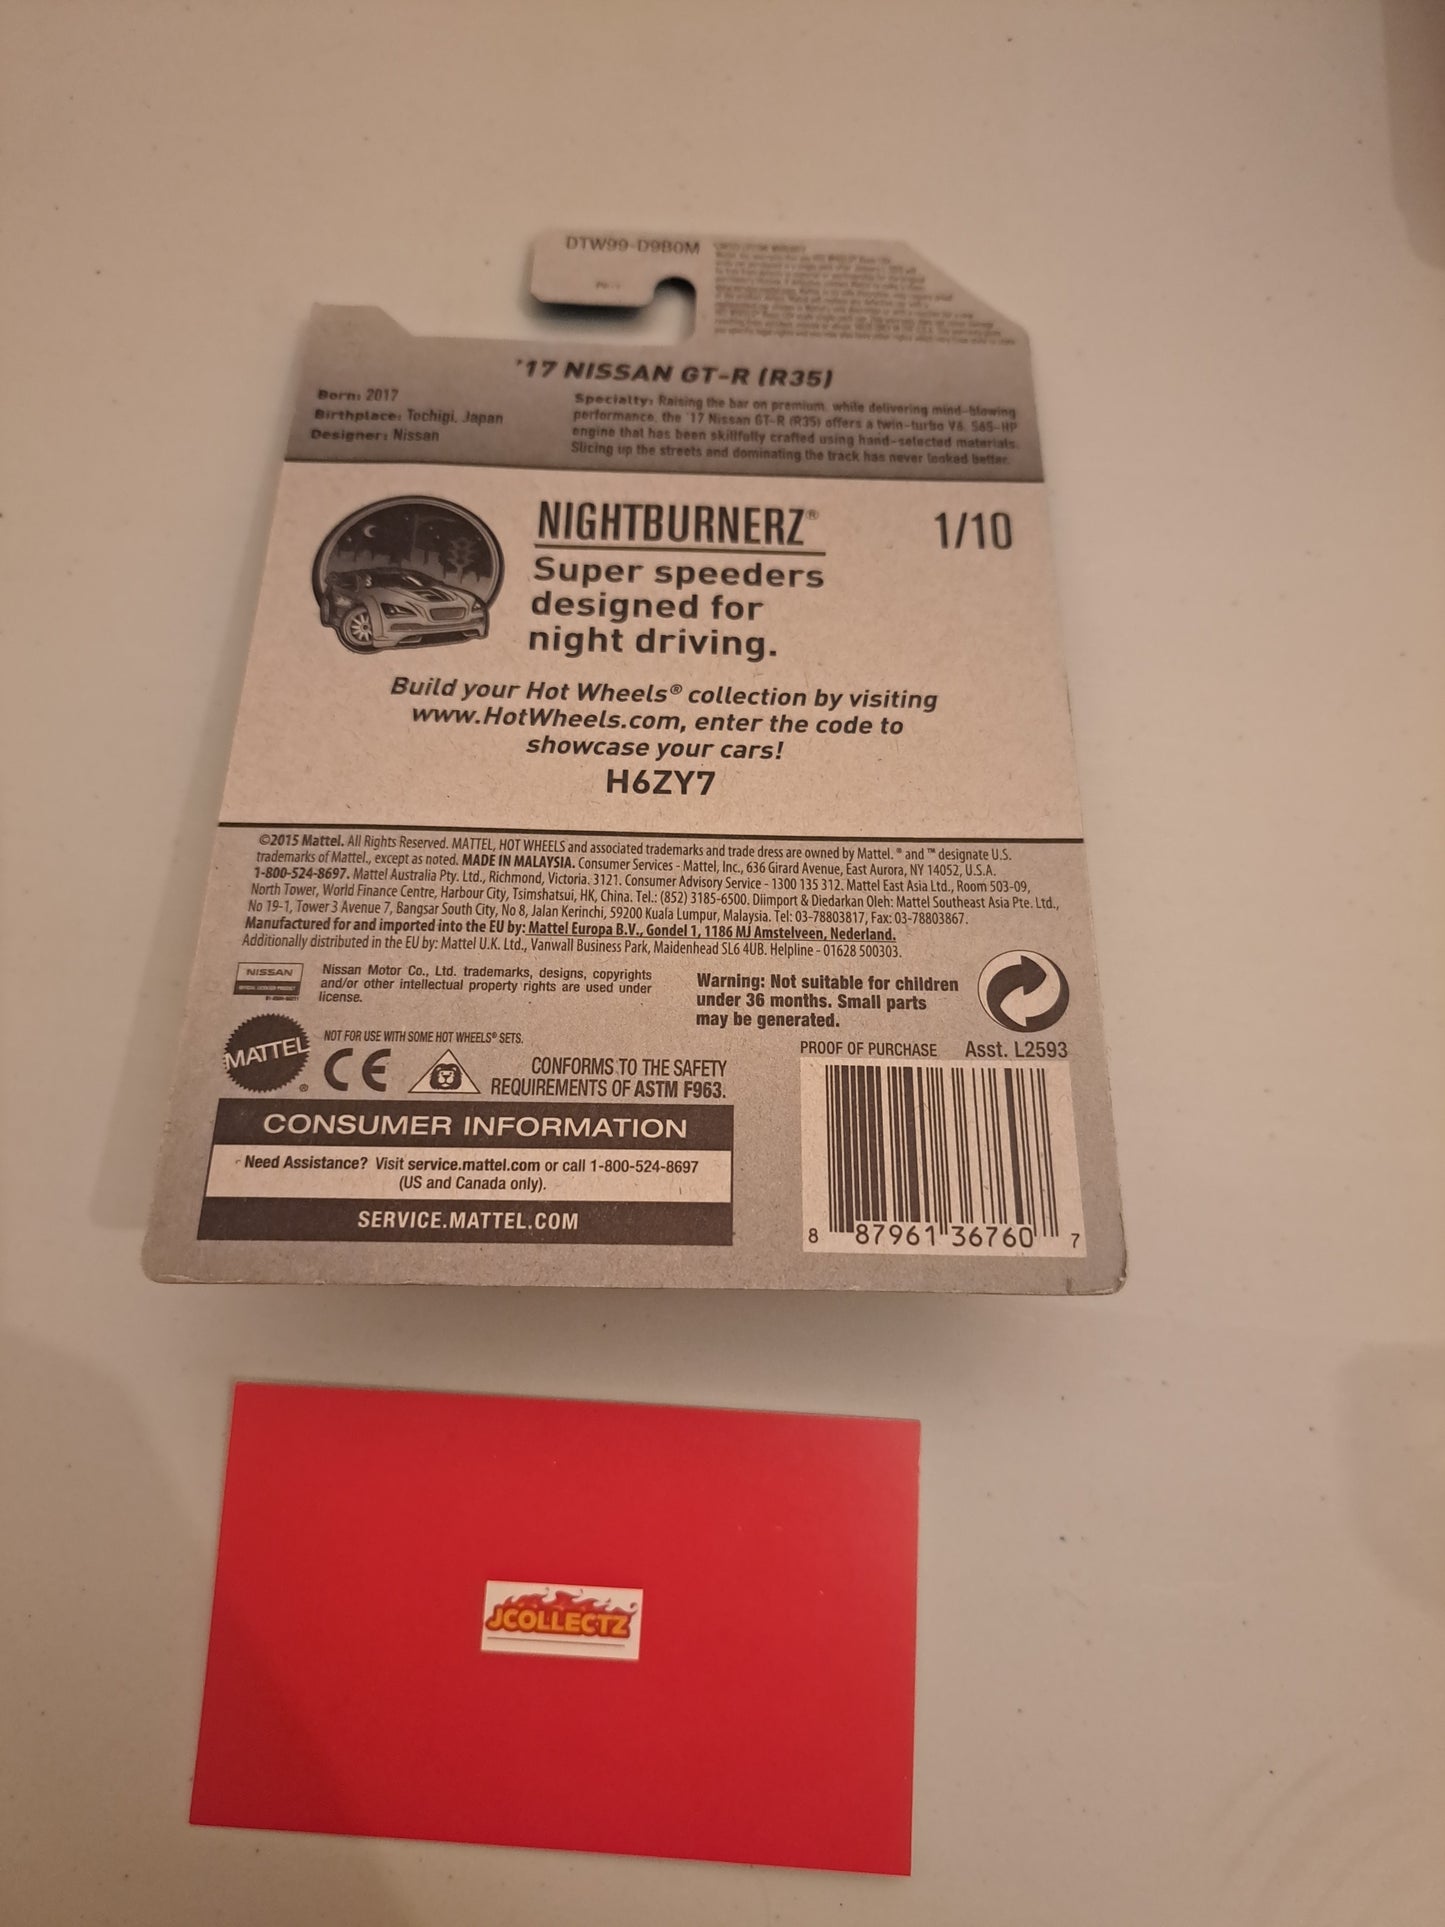 DTW99-D9B0M
'17 NISSAN GT-R (R35)
Born: 2017
Birthplace: Tochigi, Japan
Designer: Nissan
Specialty: Raising the bar on premium, while delivering mind-blowing
performance, the '17 Nissan GT-R (R35) offers a twin-turbo V6, 565-HP
engine that has been skillfully crafted using hand-selected materials.
Slicing up the streets and dominating the track has never looked better.
NIGHTBURNERZ®
1/10
Super speeders
designed for
night driving.
Build your Hot Wheels® collection by visiting
www.HotWheels.com, enter the code to
showcase your cars!
H6ZY7
©2015 Mattel. All Rights Reserved. MATTEL, HOT WHEELS and associated trademarks and trade dress are owned by Mattel. ® and ™ designate U.S.
trademarks of Mattel., except as noted. MADE IN MALAYSIA. Consumer Services - Mattel, Inc., 636 Girard Avenue, East Aurora, NY 14052, U.S.A.
1-800-524-8697. Mattel Australia Pty. Ltd., Richmond, Victoria. 3121. Consumer Advisory Service - 1300 135 312. Mattel East Asia Ltd., Room 503-09,
North Tower, World Finance Centre, Harbour City, Tsimshatsui, HK, China. Tel.: (852) 3185-6500. Diimport & Diedarkan Oleh: Mattel Southeast Asia Pte. Ltd.,
No 19-1, Tower 3 Avenue 7, Bangsar South City, No 8, Jalan Kerinchi, 59200 Kuala Lumpur, Malaysia. Tel: 03-78803817, Fax: 03-78803867.
Manufactured for and imported into the EU by: Mattel Europa B.V., Gondel 1, 1186 MJ Amstelveen, Nederland.
Additionally distributed in the EU by: Mattel U.K. Ltd., Vanwall Business Park, Maidenhead SL6 4UB. Helpline - 01628 500303.
NISSAN
Nissan Motor Co., Ltd. trademarks, designs, copyrights
and/or other intellectual property rights are used under
license.
Warning: Not suitable for children
under 36 months. Small parts
may be generated.
MATTEL®
NOT FOR USE WITH SOME HOT WHEELS® SETS.
CE
CONFORMS TO THE SAFETY
REQUIREMENTS OF ASTM F963.
PROOF OF PURCHASE Asst. L2593
CONSUMER INFORMATION
Need Assistance? Visit service.mattel.com or call 1-800-524-8697
(US and Canada only).
SERVICE.MATTEL.COM
8 87961 36760 7
JCOLLECTZ